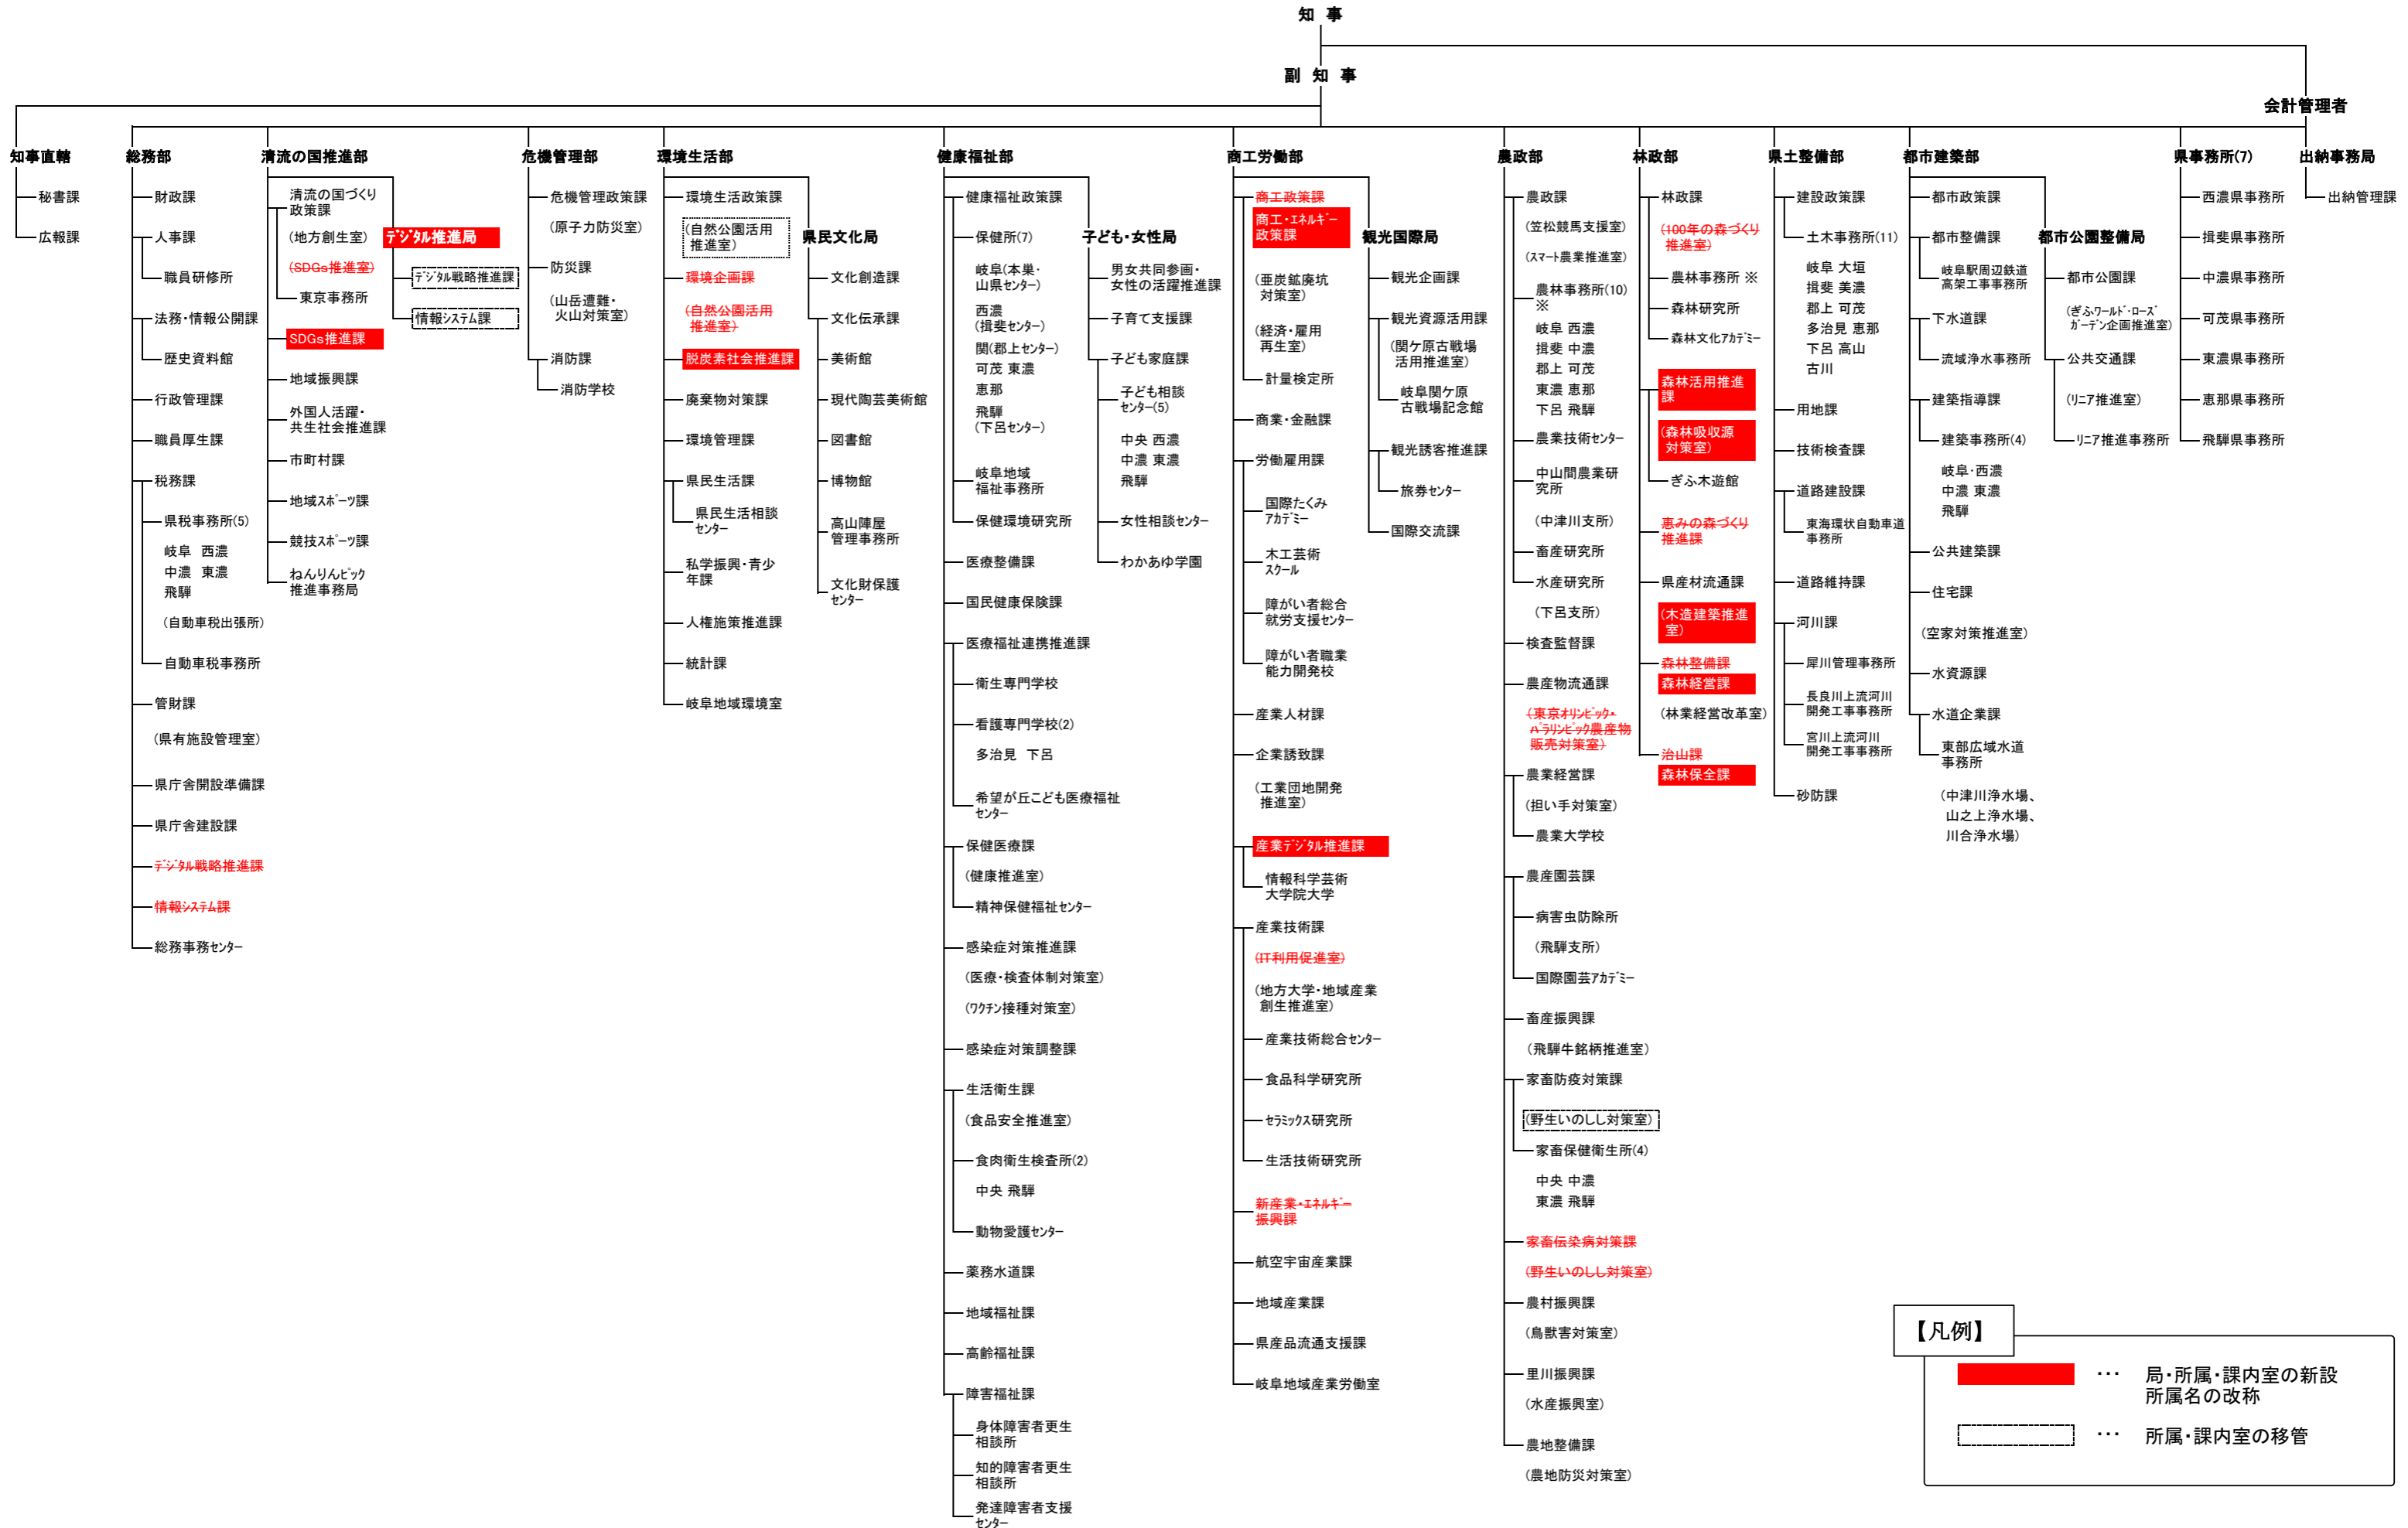 知 事
副 知 事
会計管理者
知事直轄
秘書課
広報課
総務部
財政課
人事課
職員研修所
法務・情報公開課
歴史資料館
行政管理課
職員厚生課
税務課
県税事務所(5)
岐阜 西濃
中濃 東濃
飛騨
(自動車税出張所)
自動車税事務所
管財課
(県有施設管理室)
県庁舎開設準備課
県庁舎建設課
ﾃﾞｼﾞﾀﾙ戦略推進課
情報ｼｽﾃﾑ課
総務事務ｾﾝﾀｰ
清流の国推進部
清流の国づくり
政策課
(地方創生室)
(SDGs推進室)
東京事務所
SDGs推進課
地域振興課
外国人活躍・
共生社会推進課
市町村課
地域ｽﾎﾟｰﾂ課
競技ｽﾎﾟｰﾂ課
ねんりんﾋﾟｯｸ
推進事務局
ﾃﾞｼﾞﾀﾙ推進局
ﾃﾞｼﾞﾀﾙ戦略推進課
情報ｼｽﾃﾑ課
危機管理部
危機管理政策課
(原子力防災室)
防災課
(山岳遭難・
火山対策室)
消防課
消防学校
環境生活部
環境生活政策課
(自然公園活用
推進室)
環境企画課
(自然公園活用
推進室)
脱炭素社会推進課
廃棄物対策課
環境管理課
県民生活課
県民生活相談
ｾﾝﾀｰ
私学振興・青少
年課
人権施策推進課
統計課
岐阜地域環境室
県民文化局
文化創造課
文化伝承課
美術館
現代陶芸美術館
図書館
博物館
高山陣屋
管理事務所
文化財保護
ｾﾝﾀｰ
健康福祉部
健康福祉政策課
保健所(7)
岐阜(本巣・
山県センター)
西濃
(揖斐センター)
関(郡上センター)
可茂 東濃
恵那
飛騨
(下呂センター)
岐阜地域
福祉事務所
保健環境研究所
医療整備課
国民健康保険課
医療福祉連携推進課
衛生専門学校
看護専門学校(2)
多治見 下呂
希望が丘こども医療福祉
ｾﾝﾀｰ
保健医療課
(健康推進室)
精神保健福祉ｾﾝﾀｰ
感染症対策推進課
(医療・検査体制対策室)
(ﾜｸﾁﾝ接種対策室)
感染症対策調整課
生活衛生課
(食品安全推進室)
食肉衛生検査所(2)
中央 飛騨
動物愛護ｾﾝﾀｰ
薬務水道課
地域福祉課
高齢福祉課
障害福祉課
身体障害者更生
相談所
知的障害者更生
相談所
発達障害者支援
ｾﾝﾀｰ
子ども・女性局
男女共同参画・
女性の活躍推進課
子育て支援課
子ども家庭課
子ども相談
ｾﾝﾀｰ(5)
中央 西濃
中濃 東濃
飛騨
女性相談ｾﾝﾀｰ
わかあゆ学園
商工労働部
商工政策課
商工・ｴﾈﾙｷﾞｰ
政策課
(亜炭鉱廃坑
対策室)
(経済・雇用
再生室)
計量検定所
商業・金融課
労働雇用課
国際たくみ
ｱｶﾃﾞﾐｰ
木工芸術
ｽｸｰﾙ
障がい者総合
就労支援ｾﾝﾀｰ
障がい者職業
能力開発校
産業人材課
企業誘致課
(工業団地開発
推進室)
産業ﾃﾞｼﾞﾀﾙ推進課
情報科学芸術
大学院大学
産業技術課
(IT利用促進室)
(地方大学・地域産業
創生推進室)
産業技術総合ｾﾝﾀｰ
食品科学研究所
ｾﾗﾐｯｸｽ研究所
生活技術研究所
新産業・ｴﾈﾙｷﾞｰ
振興課
航空宇宙産業課
地域産業課
県産品流通支援課
岐阜地域産業労働室
観光国際局
観光企画課
観光資源活用課
(関ケ原古戦場
活用推進室)
岐阜関ケ原
古戦場記念館
観光誘客推進課
旅券ｾﾝﾀｰ
国際交流課
農政部
農政課
(笠松競馬支援室)
(ｽﾏｰﾄ農業推進室)
農林事務所(10)
※
岐阜 西濃
揖斐 中濃
郡上 可茂
東濃 恵那
下呂 飛騨
農業技術ｾﾝﾀｰ
中山間農業研
究所
(中津川支所)
畜産研究所
水産研究所
(下呂支所)
検査監督課
農産物流通課
(東京ｵﾘﾝﾋﾟｯｸ・
ﾊﾟﾗﾘﾝﾋﾟｯｸ農産物
販売対策室)
農業経営課
(担い手対策室)
農業大学校
農産園芸課
病害虫防除所
(飛騨支所)
国際園芸ｱｶﾃﾞﾐｰ
畜産振興課
(飛騨牛銘柄推進室)
家畜防疫対策課
(野生いのしし対策室)
家畜保健衛生所(4)
中央 中濃
東濃 飛騨
家畜伝染病対策課
(野生いのしし対策室)
農村振興課
(鳥獣害対策室)
里川振興課
(水産振興室)
農地整備課
(農地防災対策室)
林政部
林政課
(100年の森づくり
推進室)
農林事務所 ※
森林研究所
森林文化ｱｶﾃﾞﾐｰ
森林活用推進
課
(森林吸収源
対策室)
ぎふ木遊館
恵みの森づくり
推進課
県産材流通課
(木造建築推進
室)
森林整備課
森林経営課
(林業経営改革室)
治山課
森林保全課
県土整備部
建設政策課
土木事務所(11)
岐阜 大垣
揖斐 美濃
郡上 可茂
多治見 恵那
下呂 高山
古川
用地課
技術検査課
道路建設課
東海環状自動車道
事務所
道路維持課
河川課
犀川管理事務所
長良川上流河川
開発工事事務所
宮川上流河川
開発工事事務所
砂防課
都市建築部
都市政策課
都市整備課
岐阜駅周辺鉄道
高架工事事務所
下水道課
流域浄水事務所
建築指導課
建築事務所(4)
岐阜・西濃
中濃 東濃
飛騨
公共建築課
住宅課
(空家対策推進室)
水資源課
水道企業課
東部広域水道
事務所
(中津川浄水場、
山之上浄水場、
川合浄水場)
都市公園整備局
都市公園課
(ぎふﾜｰﾙﾄﾞ・ﾛｰｽﾞ
ｶﾞｰﾃﾞﾝ企画推進室)
公共交通課
(ﾘﾆｱ推進室)
ﾘﾆｱ推進事務所
県事務所(7)
西濃県事務所
揖斐県事務所
中濃県事務所
可茂県事務所
東濃県事務所
恵那県事務所
飛騨県事務所
出納事務局
出納管理課
【凡例】
… 局・所属・課内室の新設
所属名の改称
… 所属・課内室の移管